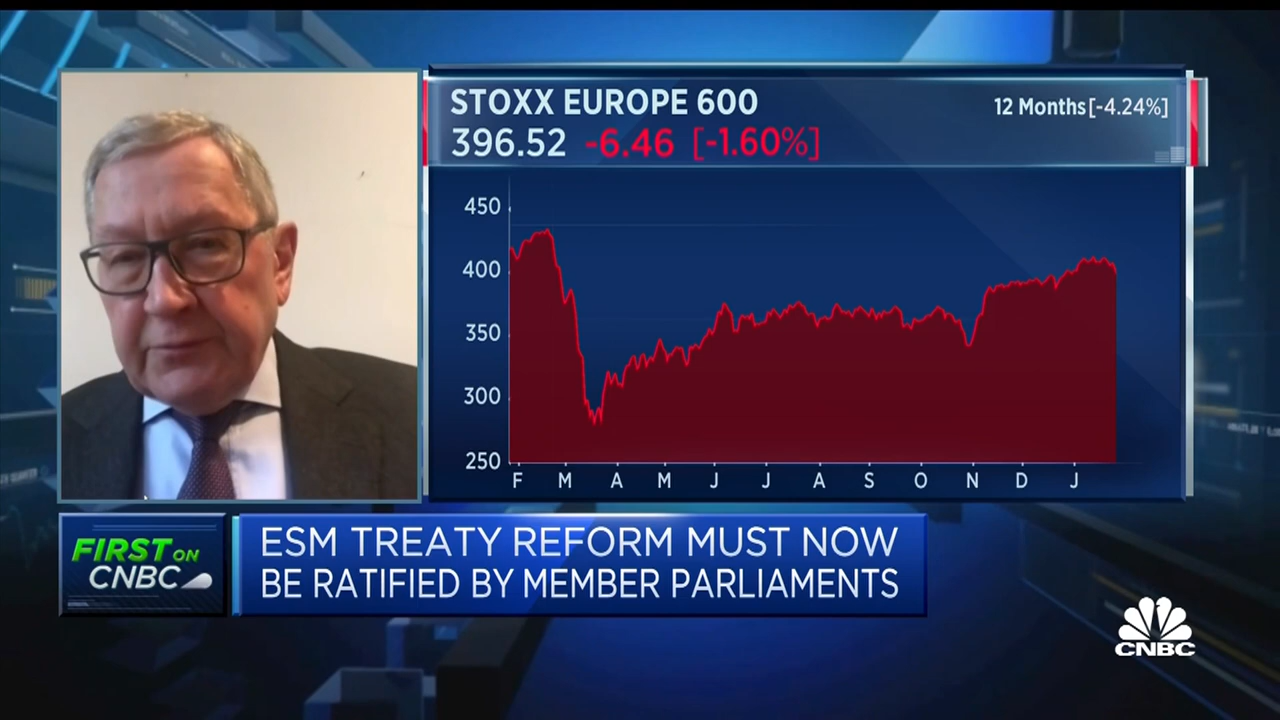 STOXX EUROPE 600
12 Months[-4.24%]
396.52 -6.46 [-1.60%]
450
400
350
300
250
F M A M J J A S O N D J
FIRST ON
CNBC
ESM TREATY REFORM MUST NOW
BE RATIFIED BY MEMBER PARLIAMENTS
CNBC